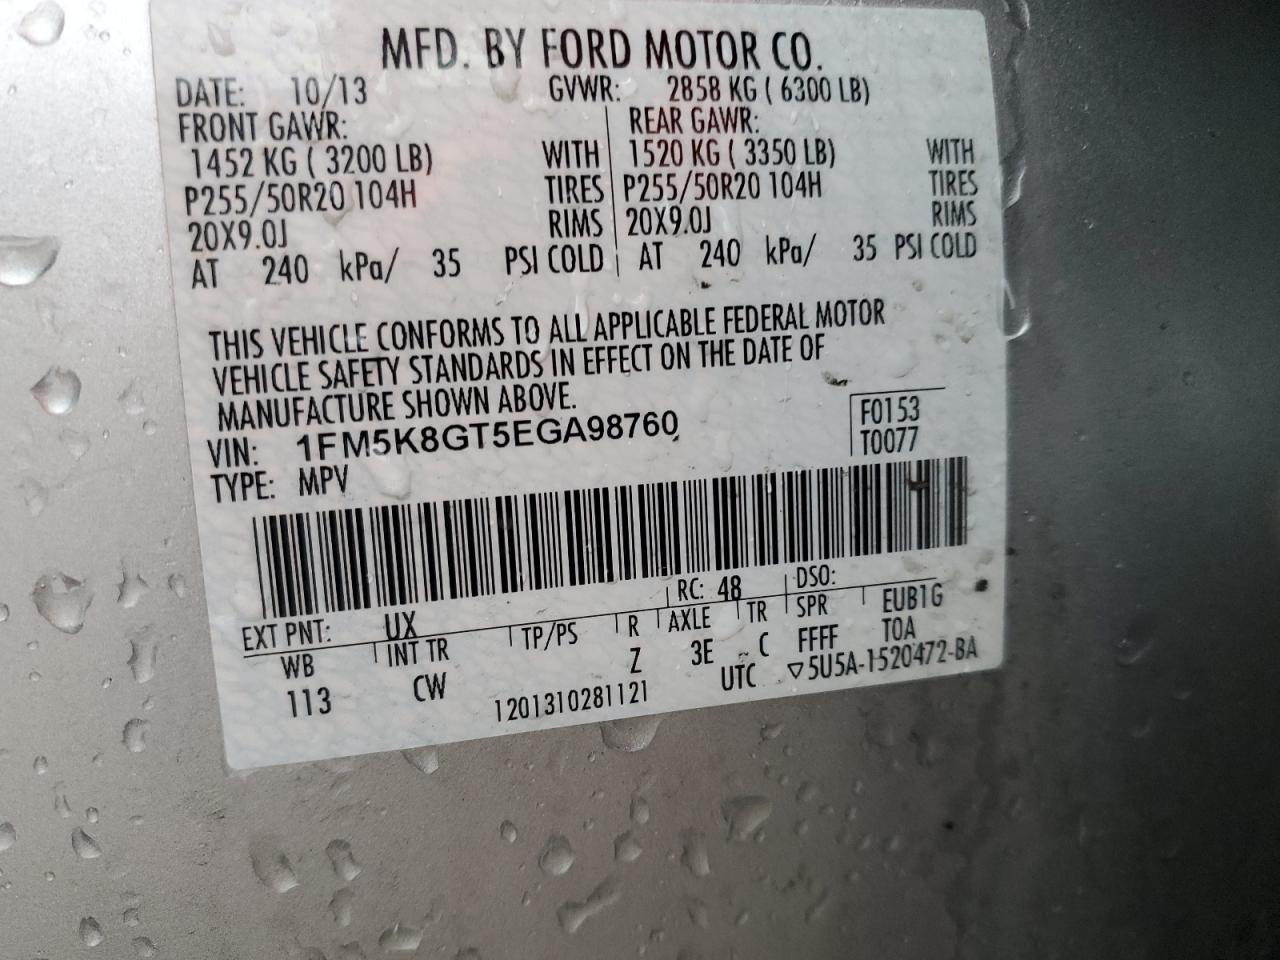 MFD. BY FORD MOTOR CO.
DATE: 10/13 GVWR: 2858 KG ( 6300 LB)
FRONT GAWR: REAR GAWR:
1452 KG ( 3200 LB) WITH 1520 KG ( 3350 LB) WITH
P255/50R20 104H TIRES P255/50R20 104H TIRES
20X9.0J RIMS 20X9.0J RIMS
AT 240 kPa/ 35 PSI COLD AT 240 kPa/ 35 PSI COLD
THIS VEHICLE CONFORMS TO ALL APPLICABLE FEDERAL MOTOR
VEHICLE SAFETY STANDARDS IN EFFECT ON THE DATE OF
MANUFACTURE SHOWN ABOVE.
F0153
VIN: 1FM5K8GT5EGA98760
T0077
TYPE: MPV
EXT PNT: UX RC: 48 DSO:
WB INT TR TP/PS R AXLE TR SPR EUB1G
113 CW Z 3E C FFFF T0A
1201310281121 UTC ▽5U5A-1520472-BA